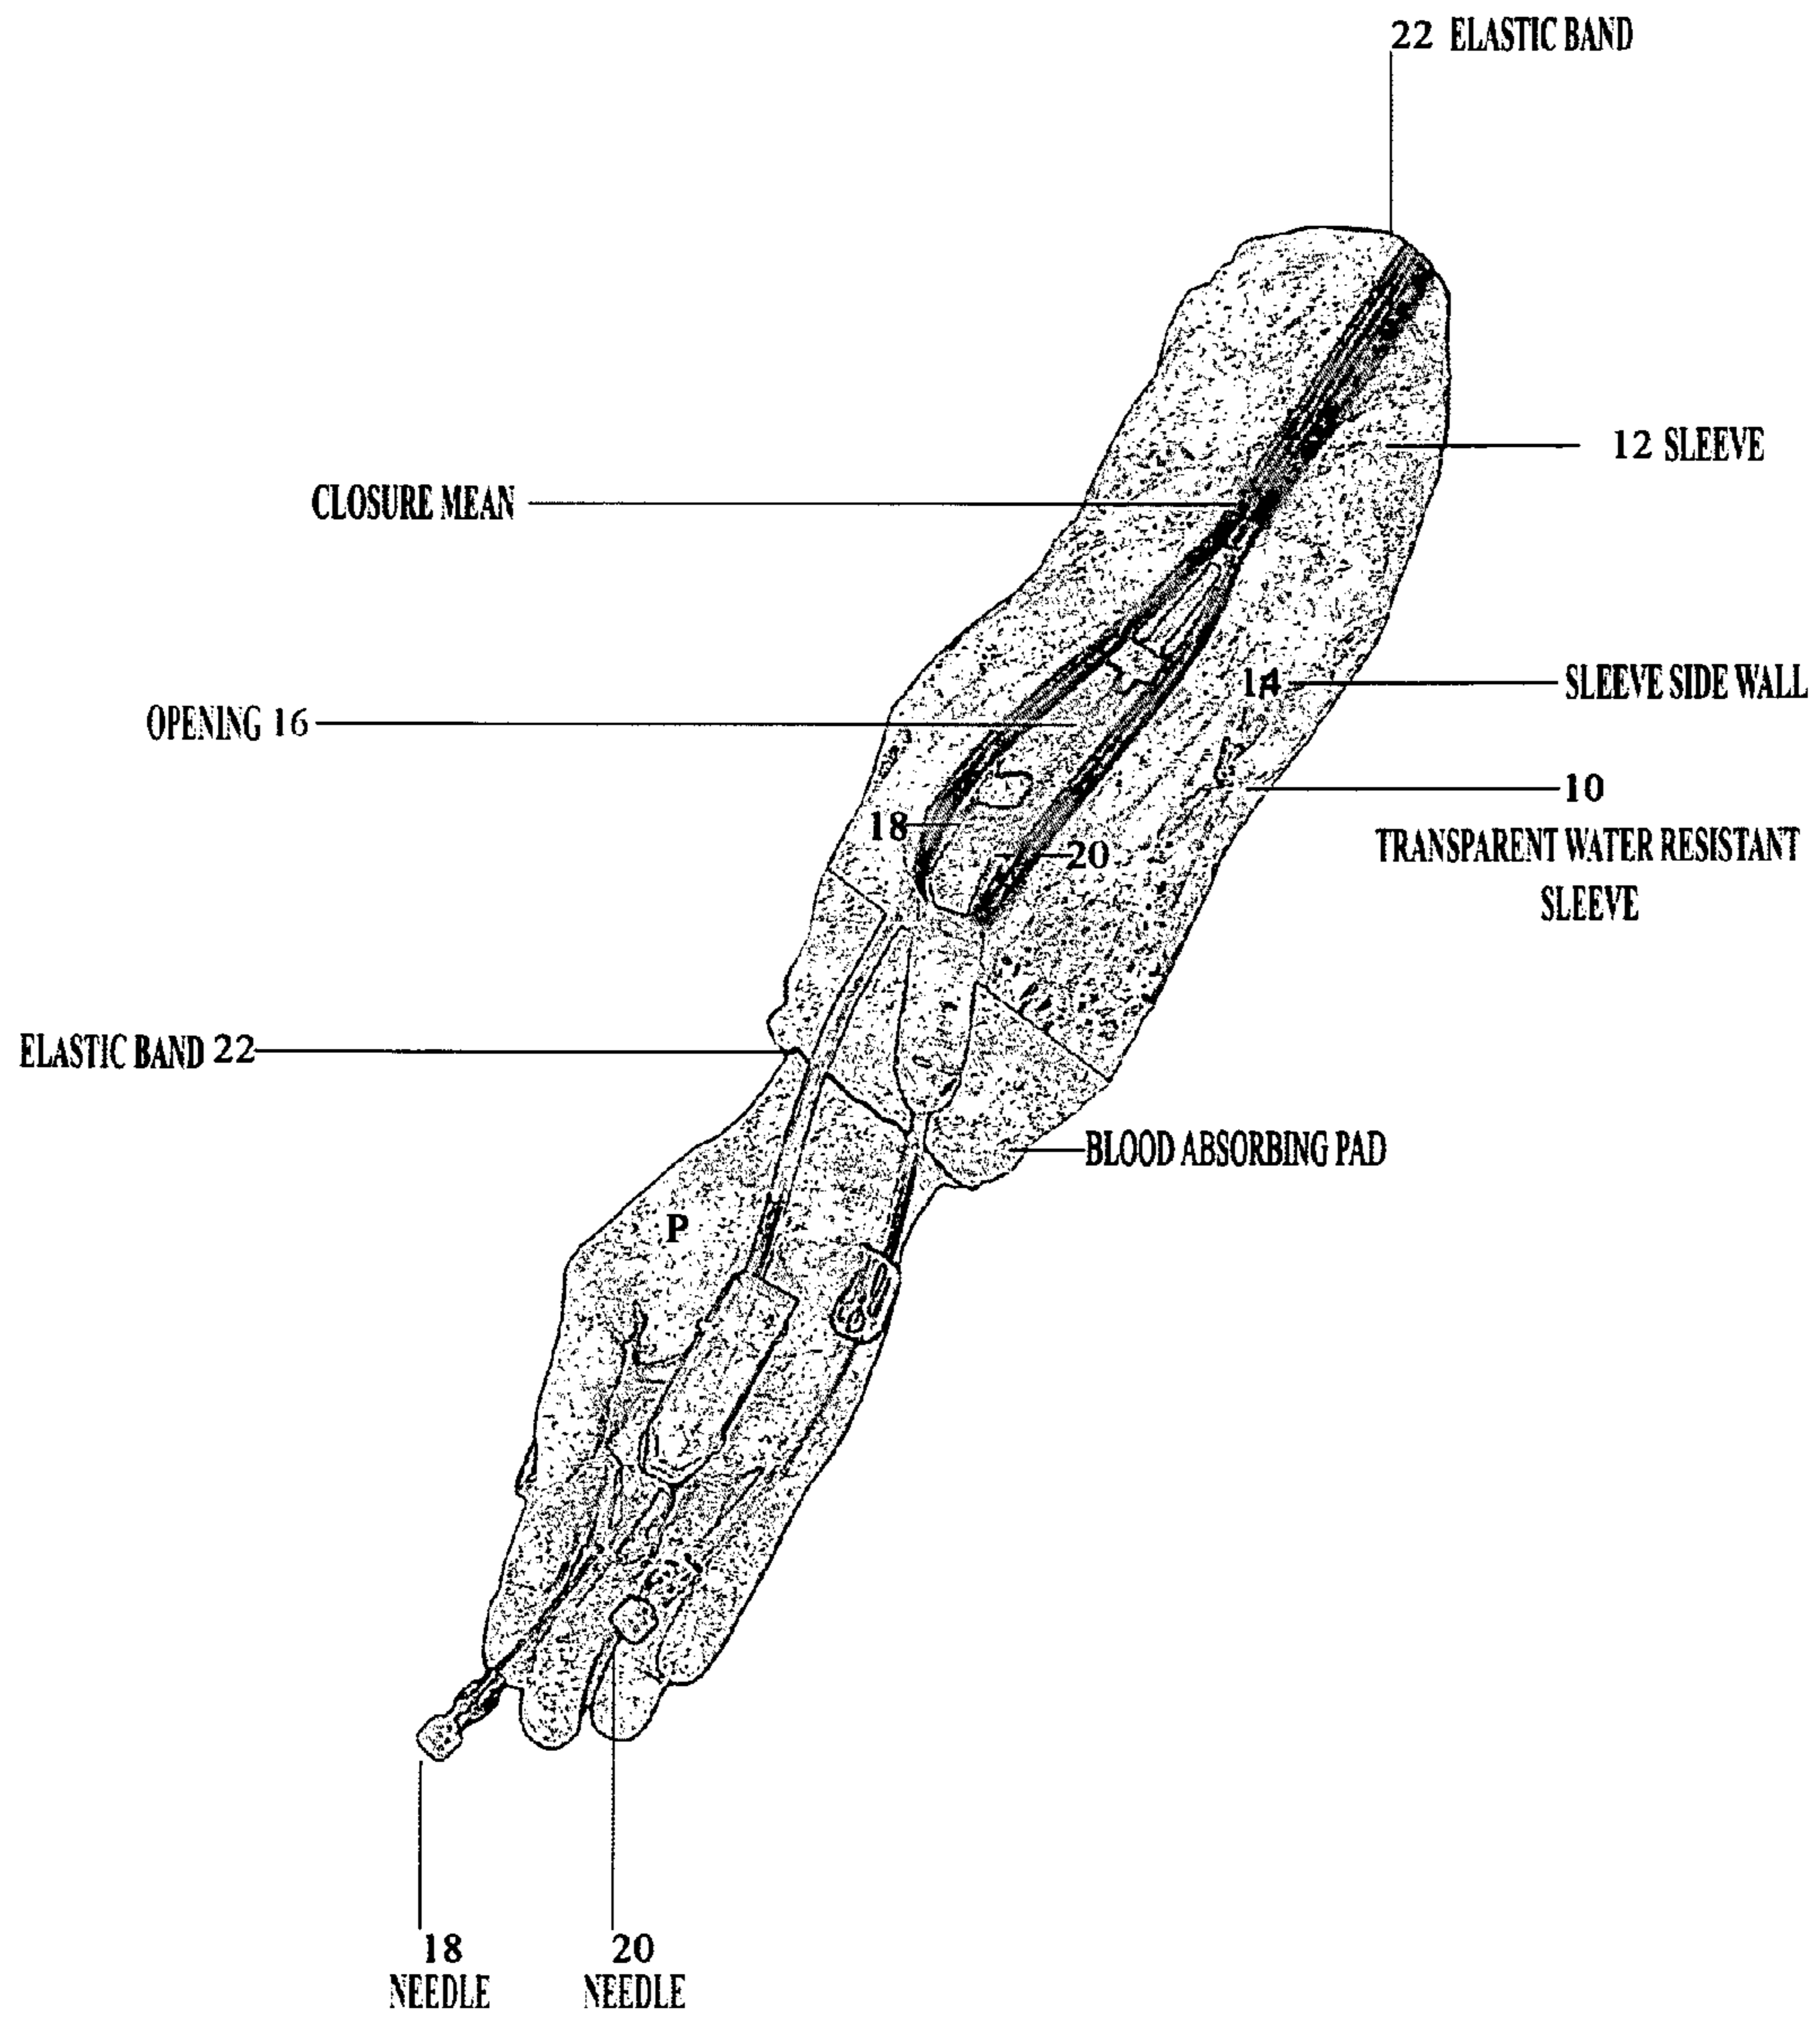 22 ELASTIC BAND
12 SLEEVE
CLOSURE MEAN
14 SLEEVE SIDE WALL
OPENING 16
10
TRANSPARENT WATER RESISTANT
SLEEVE
18
20
ELASTIC BAND 22
BLOOD ABSORBING PAD
P
18
NEEDLE
20
NEEDLE